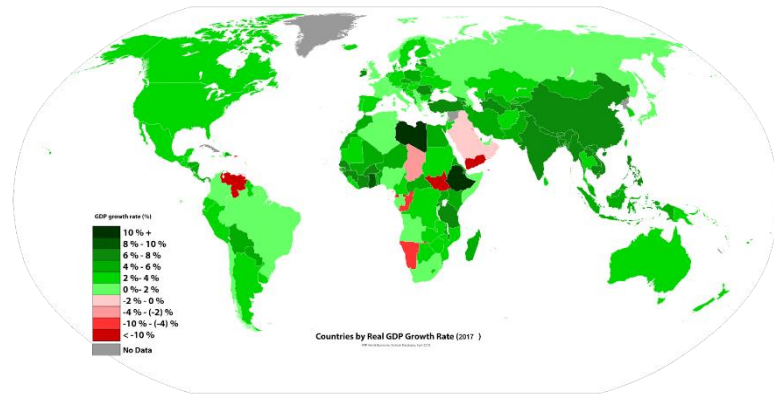 GDP growth rate (%)
10 % +
8 % - 10 %
6 % - 8 %
4 % - 6 %
2 %- 4 %
0 %- 2 %
-2 % - 0 %
-4 % - (-2) %
-10 % - (-4) %
< -10 %
No Data
Countries by Real GDP Growth Rate (2017 )